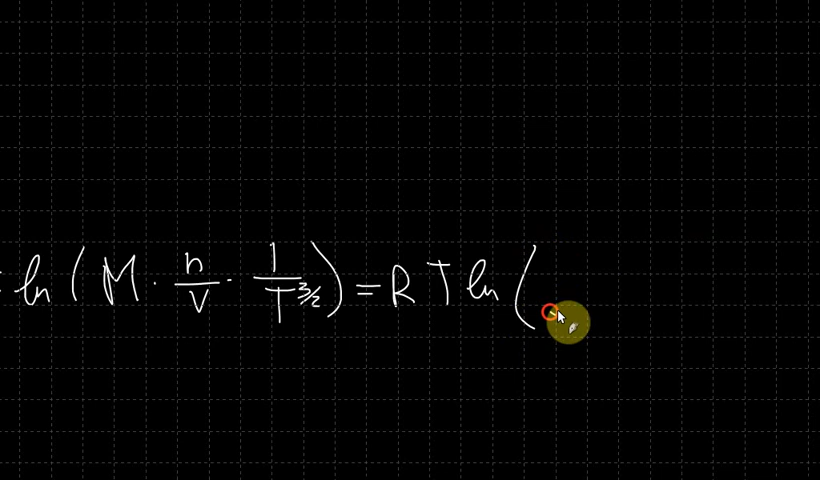 = ln ( M · n/V · 1/T^3/2 ) = R T ln (